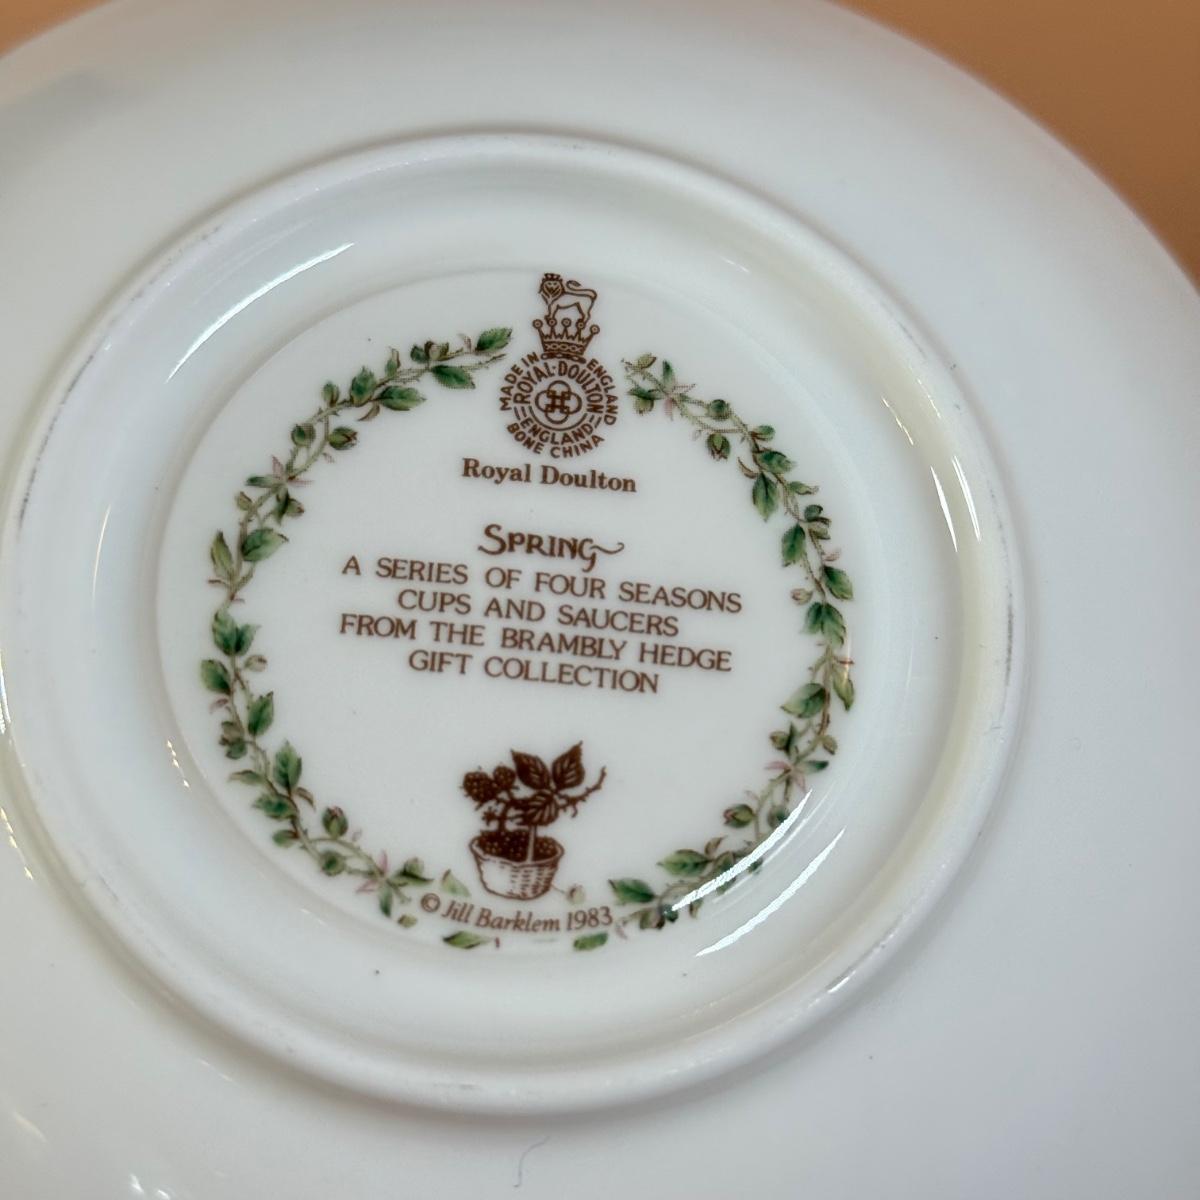 MADE IN ENGLAND
ROYAL·DOULTON
ENGLAND
BONE CHINA
Royal Doulton
SPRING
A SERIES OF FOUR SEASONS
CUPS AND SAUCERS
FROM THE BRAMBLY HEDGE
GIFT COLLECTION
© Jill Barklem 1983